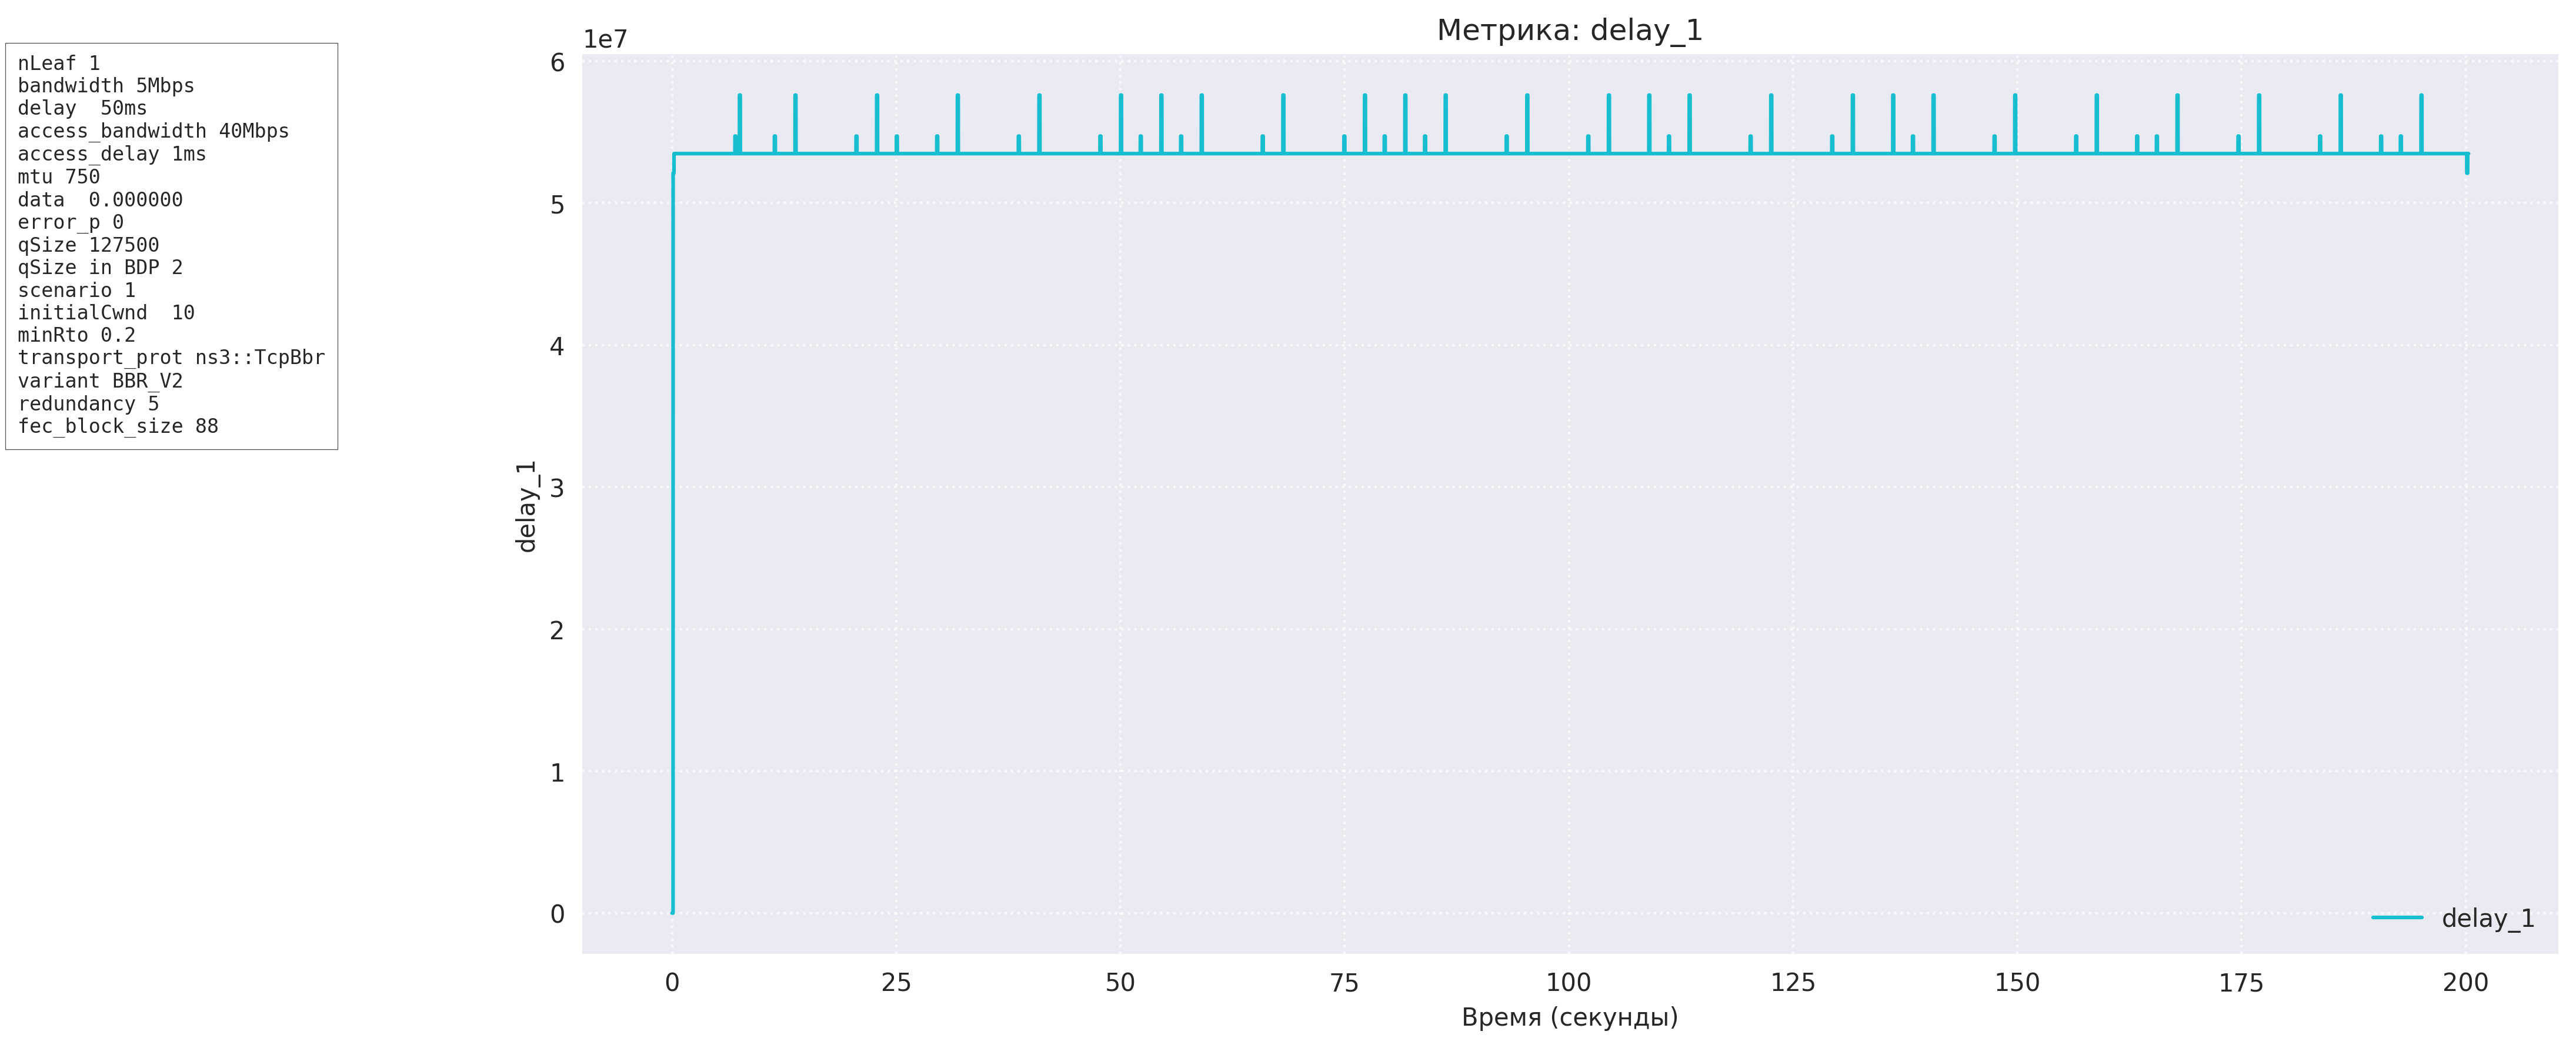 nLeaf 1
bandwidth 5Mbps
delay  50ms
access_bandwidth 40Mbps
access_delay 1ms
mtu 750
data  0.000000
error_p 0
qSize 127500
qSize in BDP 2
scenario 1
initialCwnd  10
minRto 0.2
transport_prot ns3::TcpBbr
variant BBR_V2
redundancy 5
fec_block_size 88
Метрика: delay_1
1e7
6
5
4
3
2
1
0
delay_1
0 25 50 75 100 125 150 175 200
Время (секунды)
delay_1